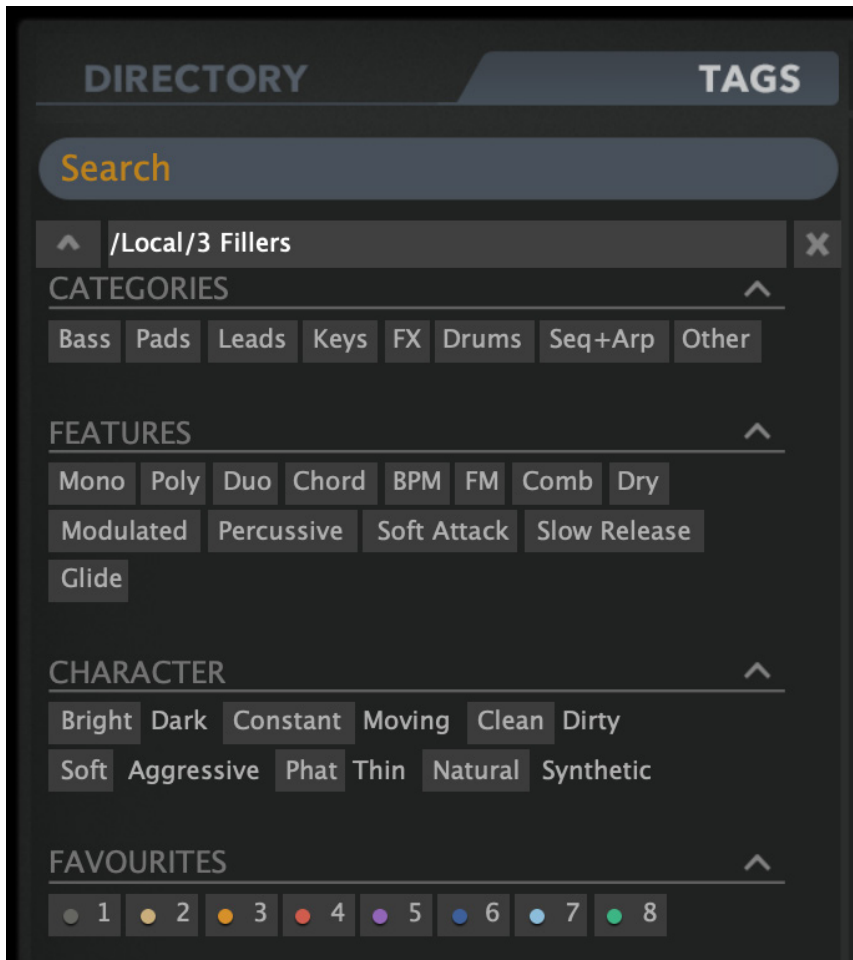 DIRECTORY TAGS
Search
/Local/3 Fillers
CATEGORIES
Bass Pads Leads Keys FX Drums Seq+Arp Other
FEATURES
Mono Poly Duo Chord BPM FM Comb Dry
Modulated Percussive Soft Attack Slow Release
Glide
CHARACTER
Bright Dark Constant Moving Clean Dirty
Soft Aggressive Phat Thin Natural Synthetic
FAVOURITES
1 2 3 4 5 6 7 8